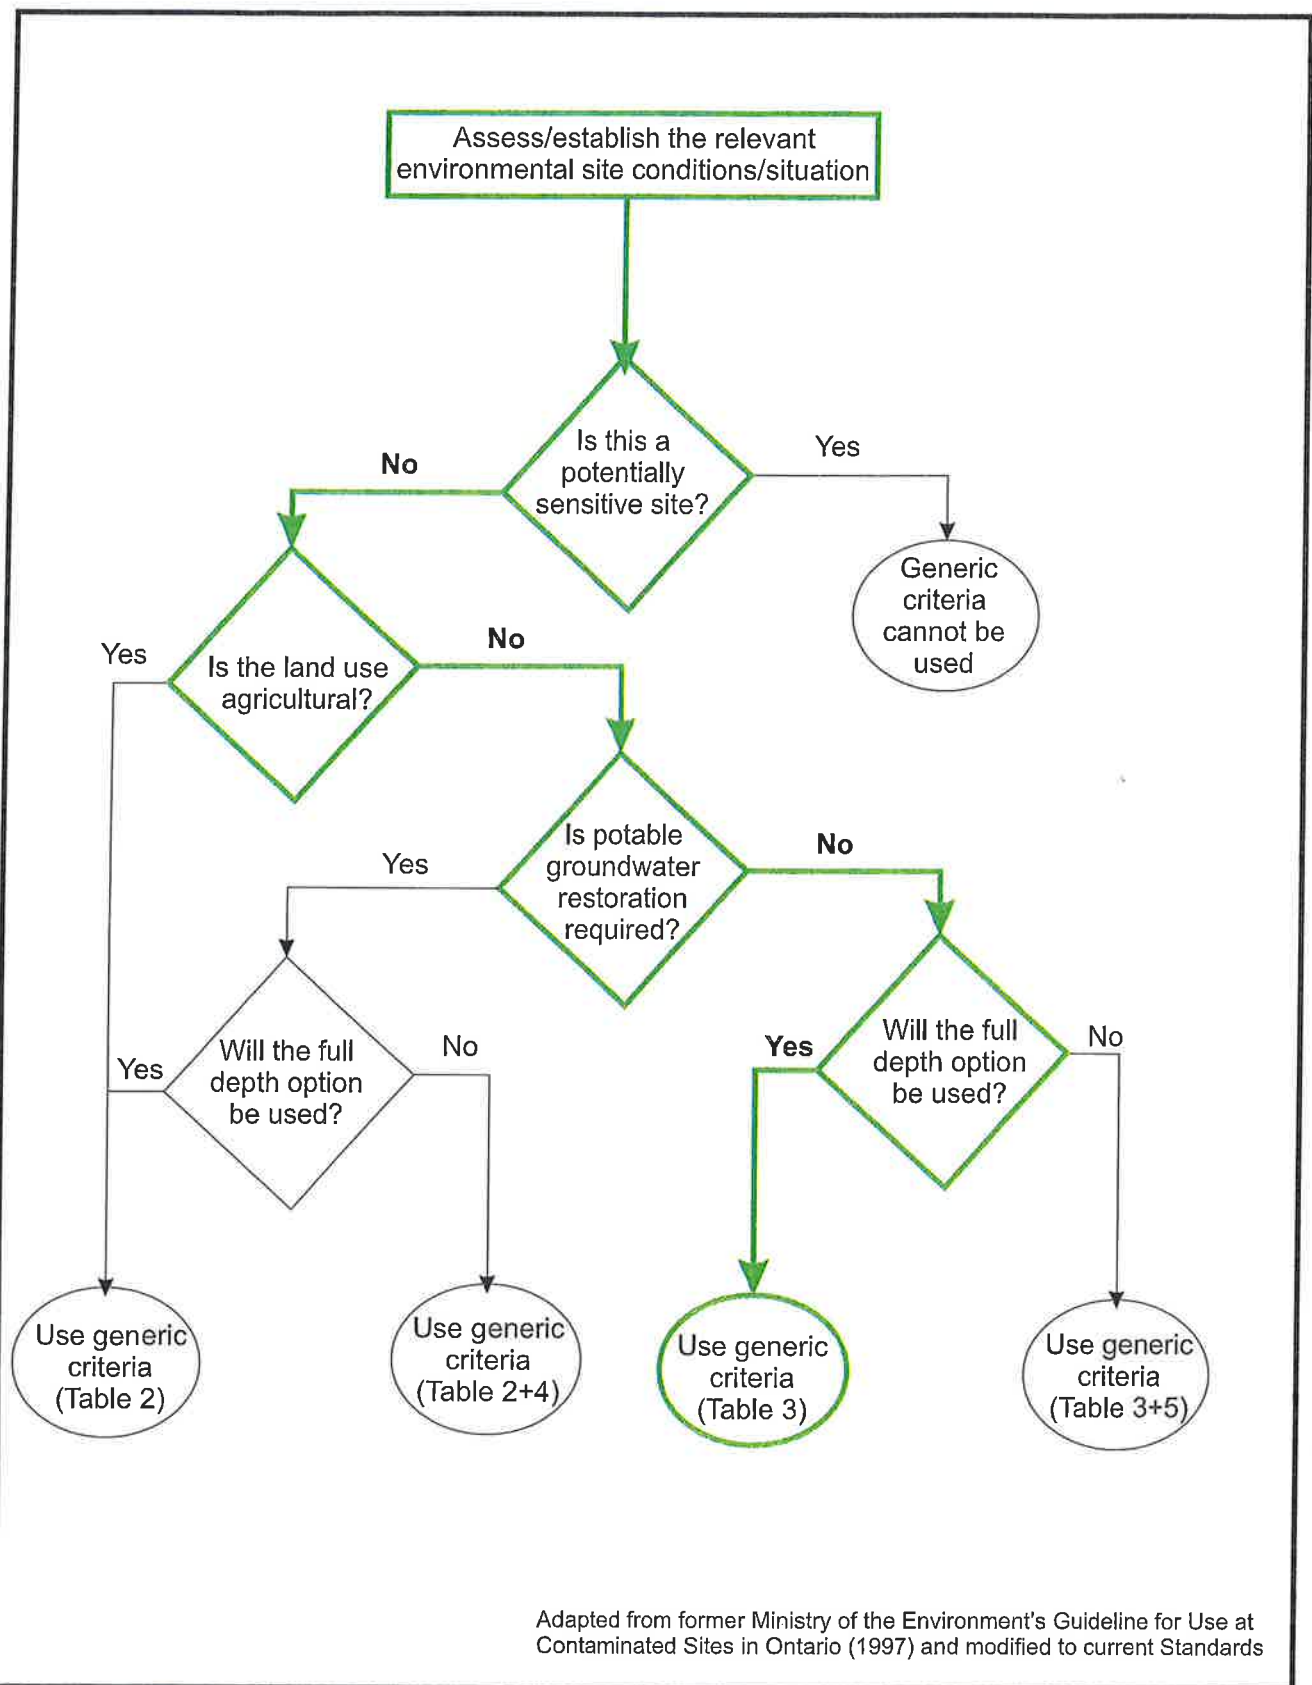 Assess/establish the relevant
environmental site conditions/situation
Is this a
potentially
sensitive site?
No
Yes
Generic
criteria
cannot be
used
Is the land use
agricultural?
Yes
No
Is potable
groundwater
restoration
required?
Yes
No
Will the full
depth option
be used?
Yes
No
Will the full
depth option
be used?
Yes
No
Use generic
criteria
(Table 2)
Use generic
criteria
(Table 2+4)
Use generic
criteria
(Table 3)
Use generic
criteria
(Table 3+5)
Adapted from former Ministry of the Environment's Guideline for Use at
Contaminated Sites in Ontario (1997) and modified to current Standards